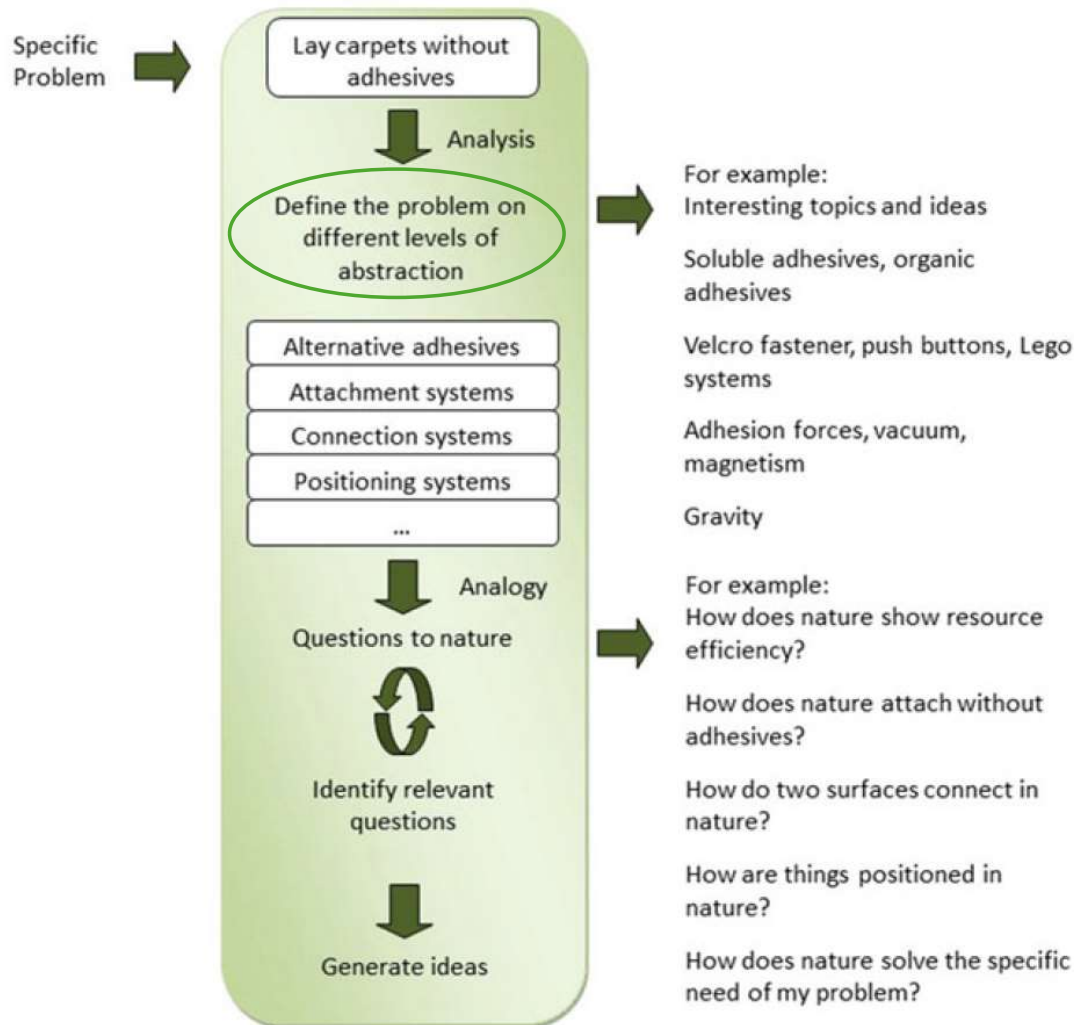 Specific
Problem
Lay carpets without
adhesives
Analysis
Define the problem on
different levels of
abstraction
For example:
Interesting topics and ideas
Soluble adhesives, organic
adhesives
Velcro fastener, push buttons, Lego
systems
Adhesion forces, vacuum,
magnetism
Gravity
Alternative adhesives
Attachment systems
Connection systems
Positioning systems
...
Analogy
Questions to nature
For example:
How does nature show resource
efficiency?
How does nature attach without
adhesives?
How do two surfaces connect in
nature?
How are things positioned in
nature?
How does nature solve the specific
need of my problem?
Identify relevant
questions
Generate ideas